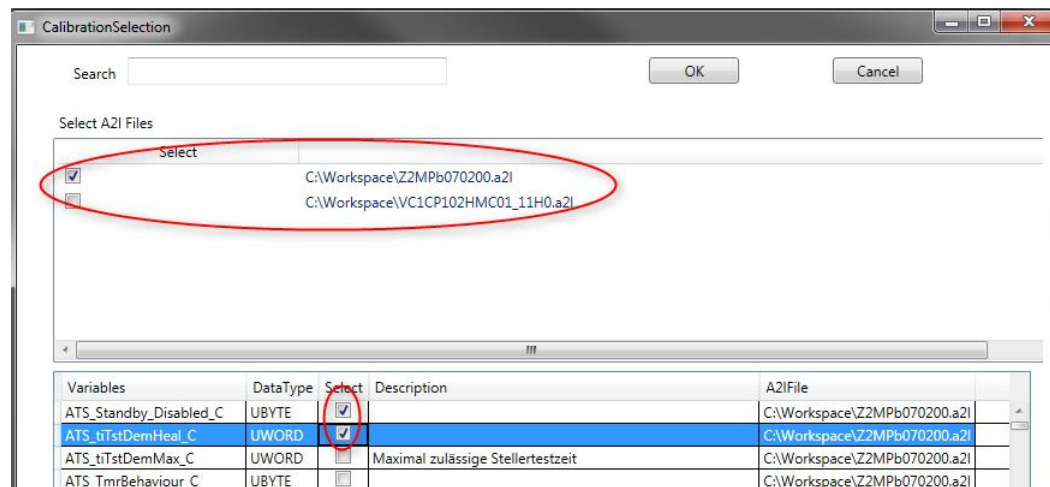 CalibrationSelection
Search OK Cancel
Select A2l Files
Select
C:\Workspace\Z2MPb070200.a2l
C:\Workspace\VC1CP102HMC01_11H0.a2l
Variables DataType Select Description A2lFile
ATS_Standby_Disabled_C UBYTE C:\Workspace\Z2MPb070200.a2l
ATS_tiTstDemHeal_C UWORD C:\Workspace\Z2MPb070200.a2l
ATS_tiTstDemMax_C UWORD Maximal zulässige Stellertestzeit C:\Workspace\Z2MPb070200.a2l
ATS_TmrBehaviour_C UBYTE C:\Workspace\Z2MPb070200.a2l